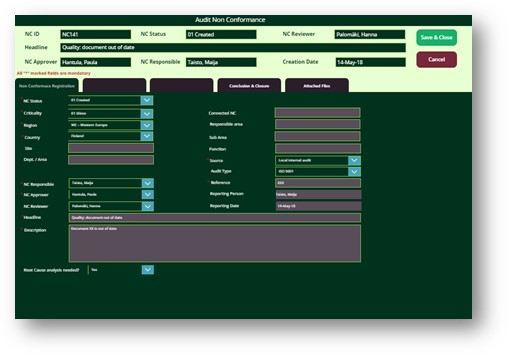 Audit Non Conformance
NC ID NC141 NC Status 01 Created NC Reviewer Palomäki, Hanna Save & Close
Headline Quality: document out of date
NC Approver Hantula, Paula NC Responsible Taisto, Maija Creation Date 14-May-18 Cancel
All "*" marked fields are mandatory
Non Conformance Registration Conclusion & Closure Attached Files
NC Status 01 Created
* Criticality 01 Minor Connected NC
* Region WE - Western Europe Responsible area
* Country Finland Sub Area
* Site Function
Dept. / Area * Source Local internal audit
Audit Type ISO 9001
* NC Responsible Taisto, Maija * Reference
NC Approver Hantula, Paula Reporting Person Taisto, Maija
NC Reviewer Palomäki, Hanna Reporting Date 14-May-18
* Headline Quality: document out of date
* Description Document XX is out of date
Root Cause analysis needed? Yes